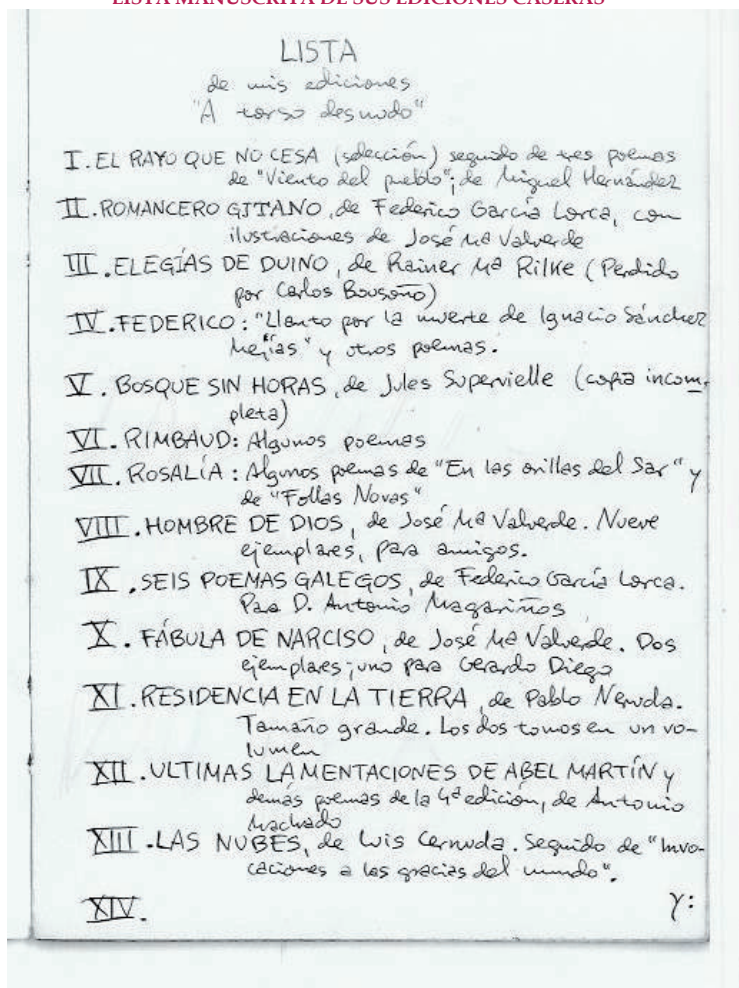 LISTA MANUSCRITA DE SUS EDICIONES CASERAS
LISTA
de mis ediciones
"A torso desnudo"
I. EL RAYO QUE NO CESA (selección) seguido de tres poemas
de "Viento del pueblo"; de Miguel Hernández
II. ROMANCERO GITANO, de Federico García Lorca, con
ilustraciones de José Mª Valverde
III. ELEGÍAS DE DUINO, de Rainer Mª Rilke (Perdido
por Carlos Bousoño)
IV. FEDERICO: "Llanto por la muerte de Ignacio Sánchez
Mejías" y otros poemas.
V. BOSQUE SIN HORAS, de Jules Supervielle (copia incom-
pleta)
VI. RIMBAUD: Algunos poemas
VII. ROSALÍA: Algunos poemas de "En las orillas del Sar" y
de "Follas Novas"
VIII. HOMBRE DE DIOS, de José Mª Valverde. Nueve
ejemplares, para amigos.
IX. SEIS POEMAS GALEGOS, de Federico García Lorca.
Para D. Antonio Magariños
X. FÁBULA DE NARCISO, de José Mª Valverde. Dos
ejemplares; uno para Gerardo Diego
XI. RESIDENCIA EN LA TIERRA, de Pablo Neruda.
Tamaño grande. Los dos tomos en un vo-
lumen
XII. ULTIMAS LAMENTACIONES DE ABEL MARTÍN y
demás poemas de la 4ª edición, de Antonio
Machado
XIII. LAS NUBES, de Luis Cernuda. Seguido de "Invo-
caciones a las gracias del mundo".
XIV. y: